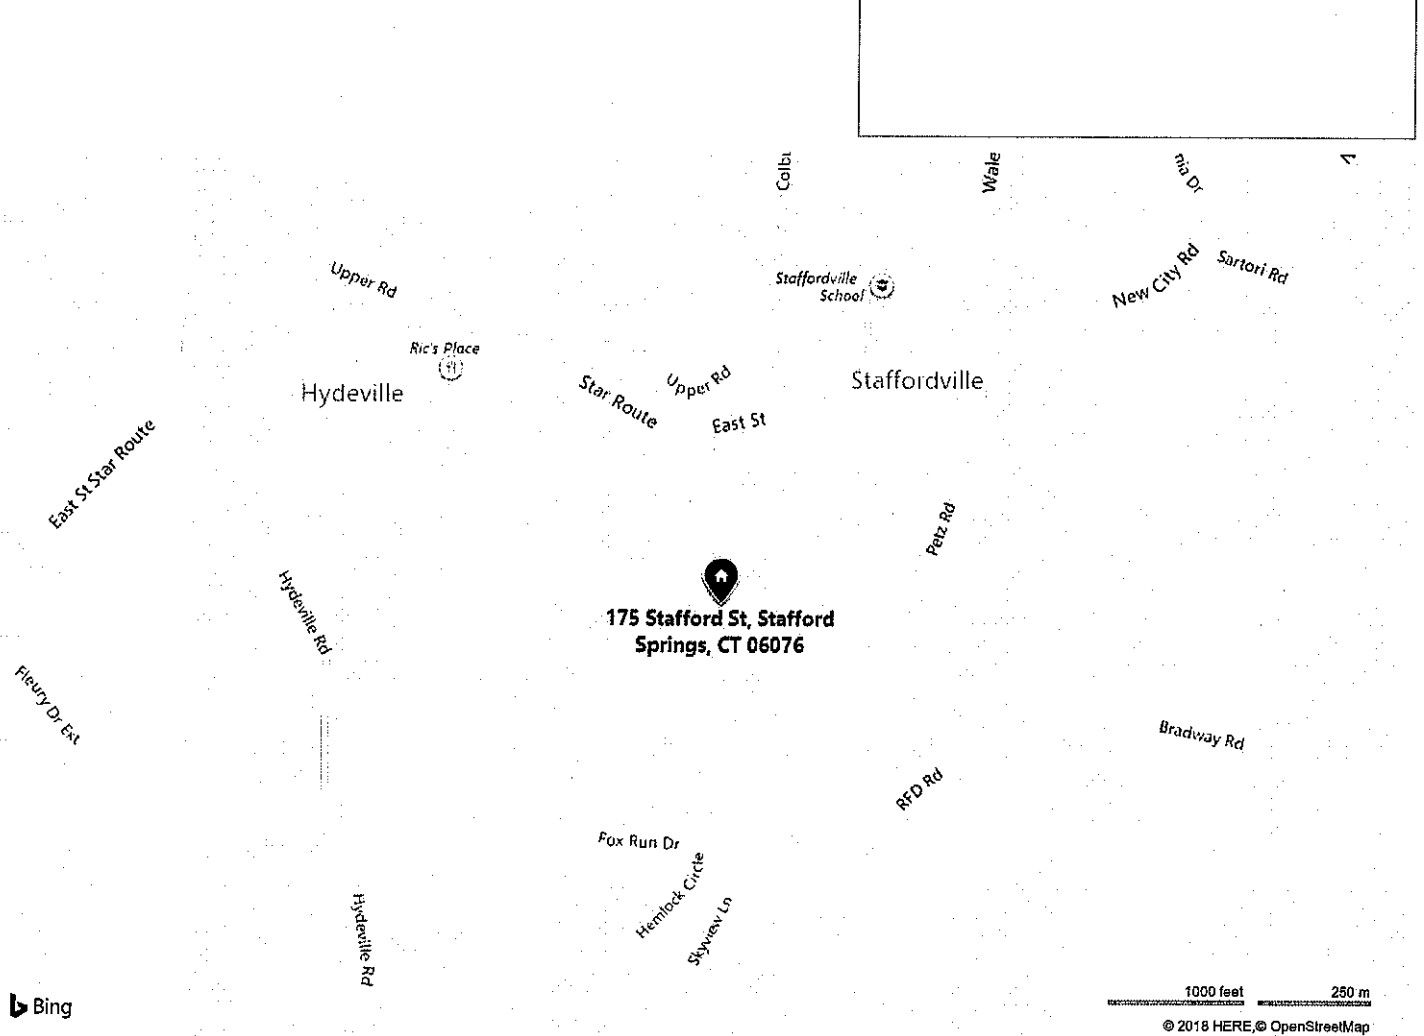 Colbu
Wale
nia Dr
Upper Rd
Staffordville
School
New City Rd
Sartori Rd
Ric's Place
Hydeville
Star Route
Upper Rd
East St
Staffordville
East St Star Route
Petz Rd
Hydeville Rd
175 Stafford St, Stafford
Springs, CT 06076
Fleury Dr Ext
Bradway Rd
RFD Rd
Fox Run Dr
Hemlock Circle
Skyview Ln
Hydeville Rd
Bing
1000 feet
250 m
© 2018 HERE,© OpenStreetMap